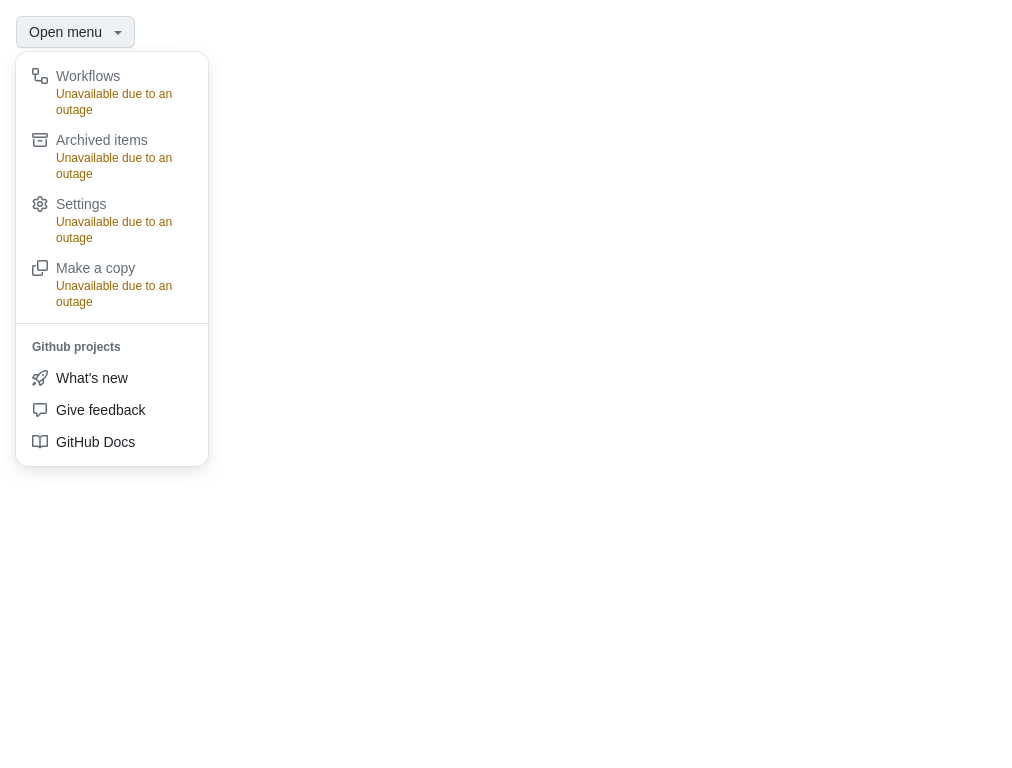 Open menu
Workflows
Unavailable due to an
outage
Archived items
Unavailable due to an
outage
Settings
Unavailable due to an
outage
Make a copy
Unavailable due to an
outage
Github projects
What's new
Give feedback
GitHub Docs